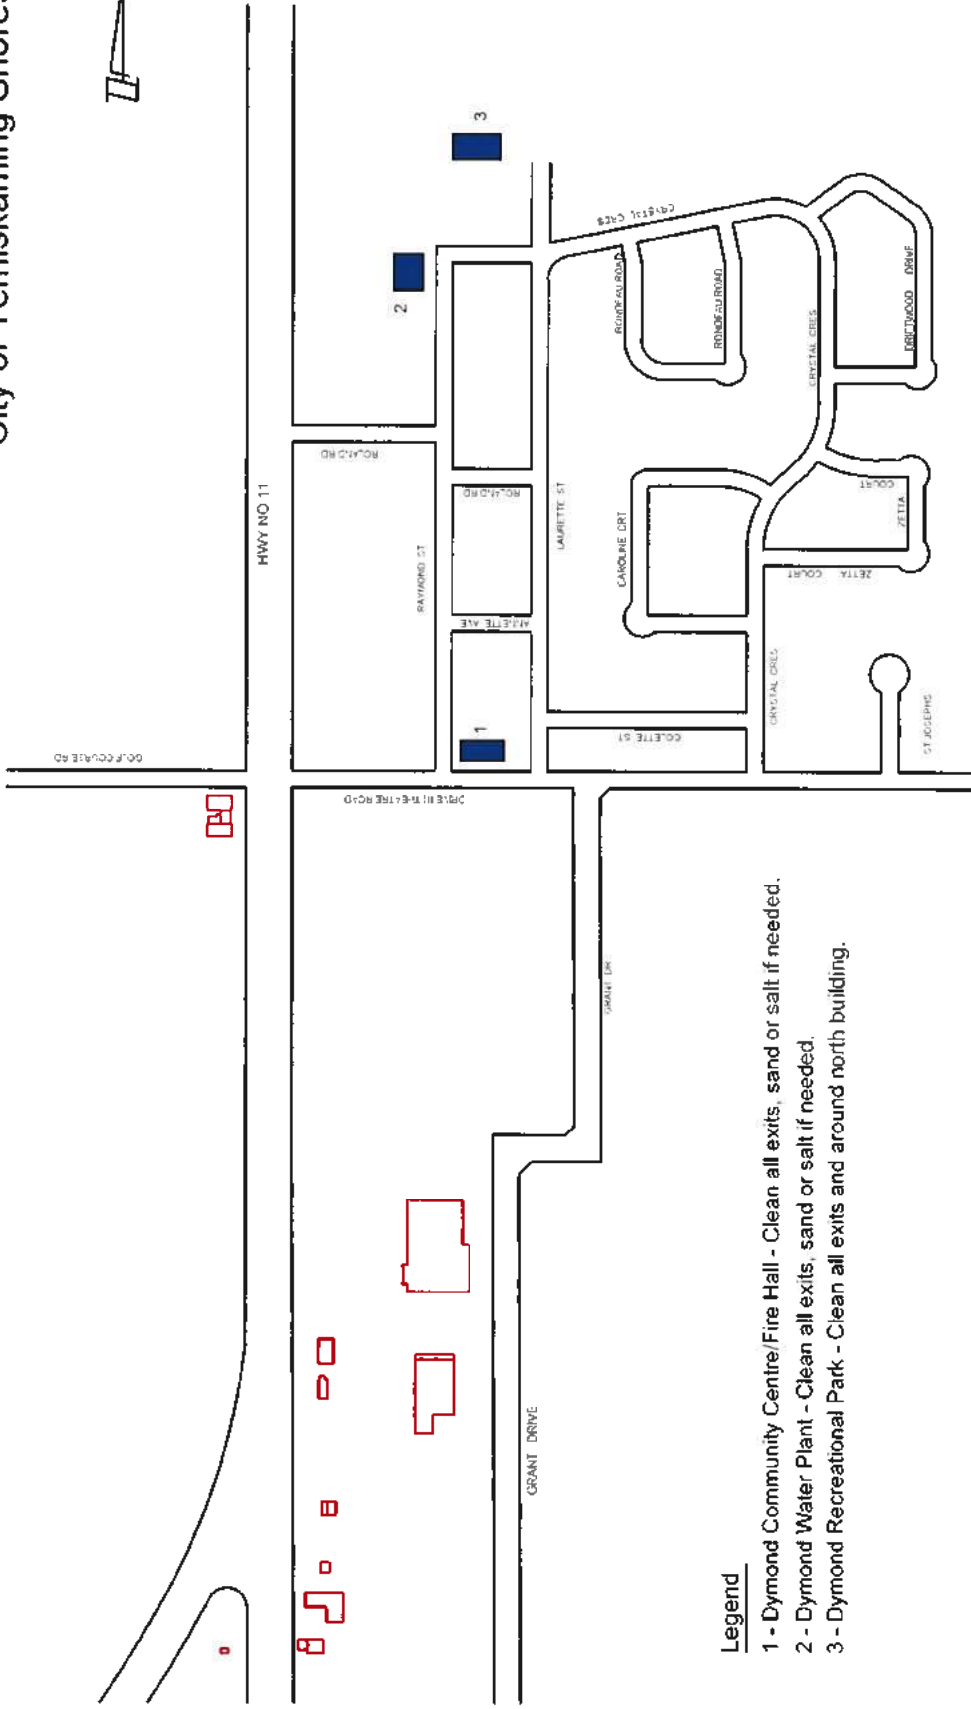 City of Temiskaming Shores
GOLF COURSE RD
HWY NO 11
ROLAND RD
RAYMOND ST
ROLAND RD
ANNETTE AVE
LAURETTE ST
CAROLINE CRT
COLETTE ST
CRYSTAL CRES
RONDEAU ROAD
RONDEAU ROAD
CRYSTAL CRES
DRIFTWOOD DRIVE
ZETTA
COURT
ZETTA COURT
CRYSTAL CRES
ST JOSEPHS
DRIVE IN THEATRE ROAD
GRANT DR
GRANT DRIVE
1
2
3
Legend
1 - Dymond Community Centre/Fire Hall - Clean all exits, sand or salt if needed.
2 - Dymond Water Plant - Clean all exits, sand or salt if needed.
3 - Dymond Recreational Park - Clean all exits and around north building.